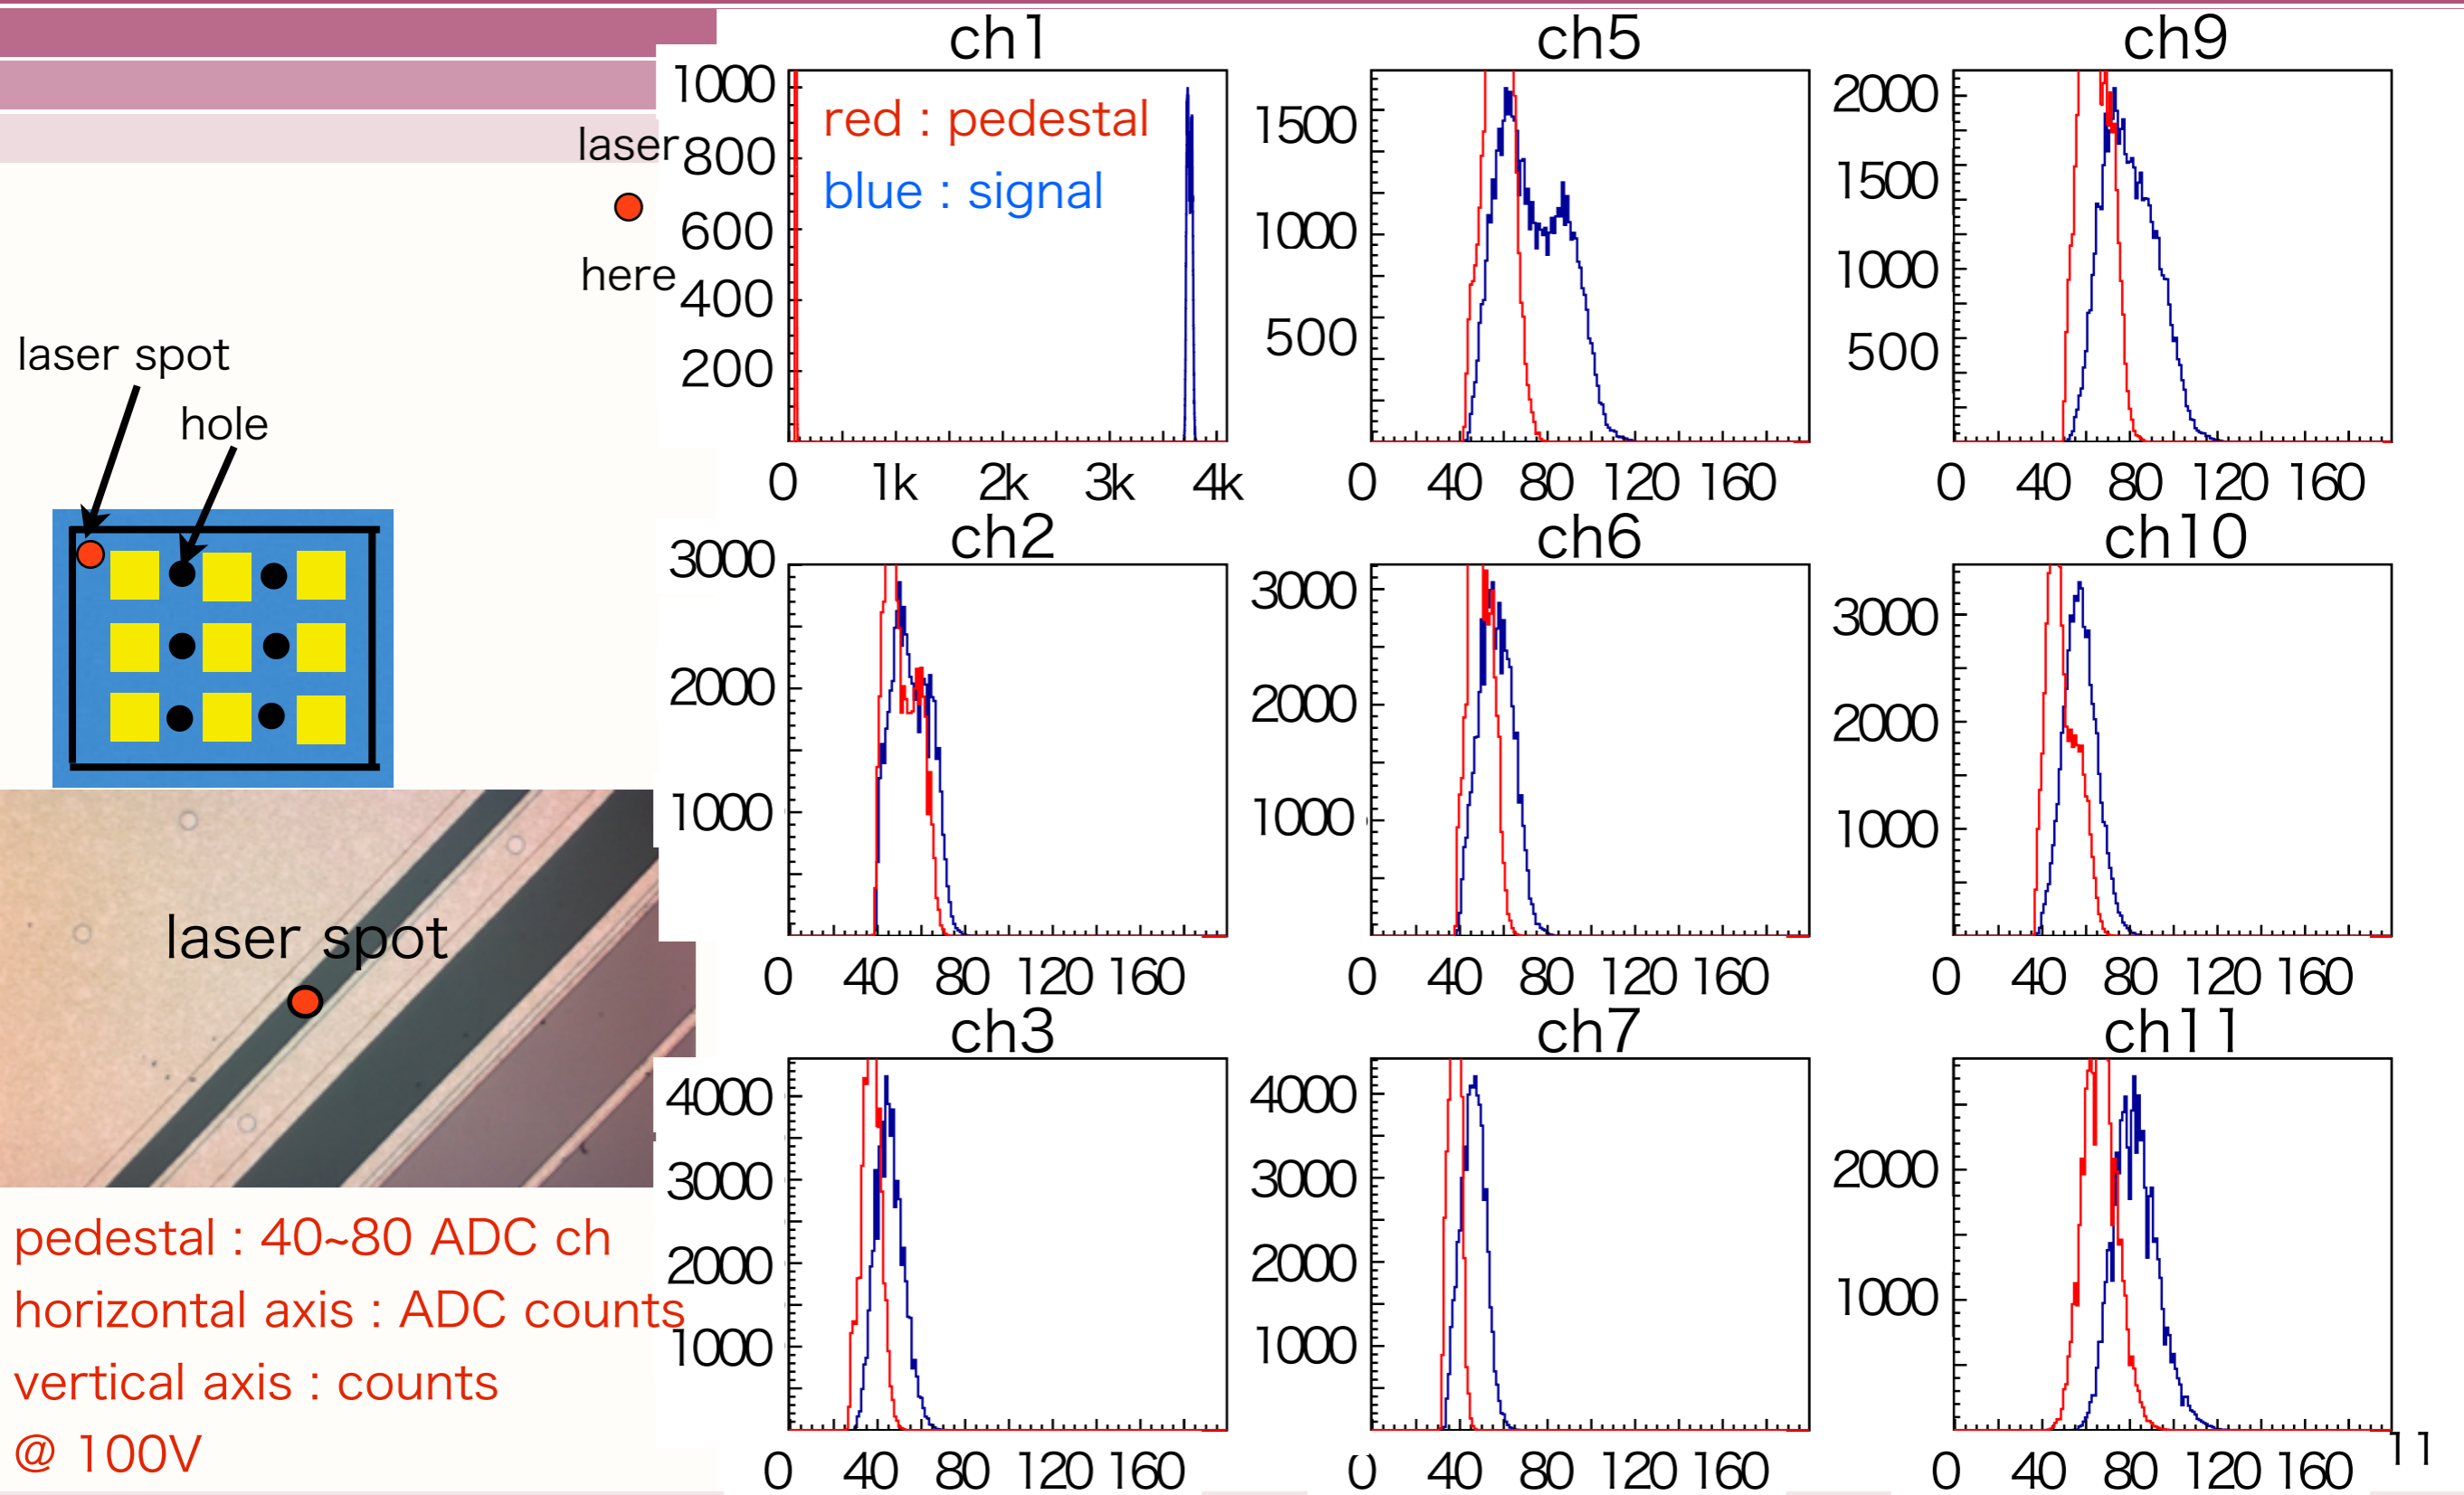 laser
here
laser spot
hole
laser spot
pedestal : 40~80 ADC ch
horizontal axis : ADC counts
vertical axis : counts
@ 100V
ch1
red : pedestal
blue : signal
1000
800
600
400
200
0 1k 2k 3k 4k
ch5
1500
1000
500
0 40 80 120 160
ch9
2000
1500
1000
500
0 40 80 120 160
ch2
3000
2000
1000
0 40 80 120 160
ch6
3000
2000
1000
0 40 80 120 160
ch10
3000
2000
1000
0 40 80 120 160
ch3
4000
3000
2000
1000
0 40 80 120 160
ch7
4000
3000
2000
1000
0 40 80 120 160
ch11
2000
1000
0 40 80 120 160
11